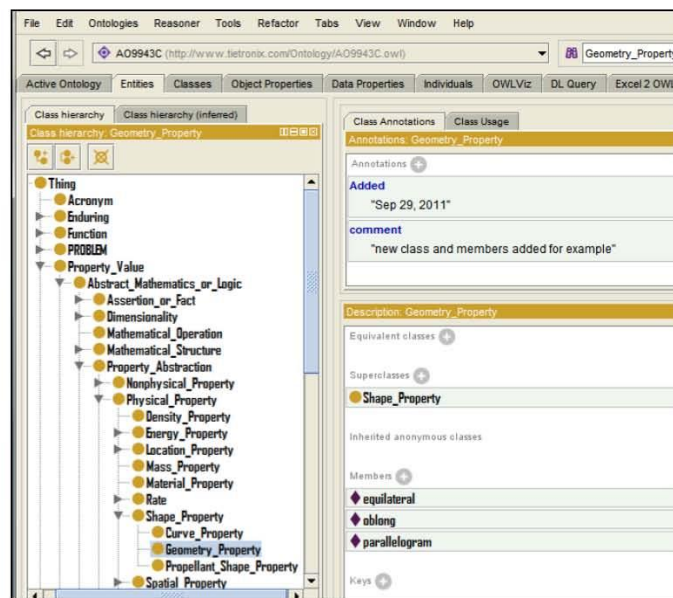 File Edit Ontologies Reasoner Tools Refactor Tabs View Window Help
AO9943C (http://www.tietronix.com/Ontology/AO9943C.owl) Geometry_Property
Active Ontology Entities Classes Object Properties Data Properties Individuals OWLViz DL Query Excel 2 OWL
Class hierarchy Class hierarchy (inferred)
Class hierarchy: Geometry_Property
Thing
Acronym
Enduring
Function
PROBLEM
Property_Value
Abstract_Mathematics_or_Logic
Assertion_or_Fact
Dimensionality
Mathematical_Operation
Mathematical_Structure
Property_Abstraction
Nonphysical_Property
Physical_Property
Density_Property
Energy_Property
Location_Property
Mass_Property
Material_Property
Rate
Shape_Property
Curve_Property
Geometry_Property
Propellant_Shape_Property
Spatial_Property
Class Annotations Class Usage
Annotations: Geometry_Property
Annotations
Added
"Sep 29, 2011"
comment
"new class and members added for example"
Description: Geometry_Property
Equivalent classes
Superclasses
Shape_Property
Inherited anonymous classes
Members
equilateral
oblong
parallelogram
Keys